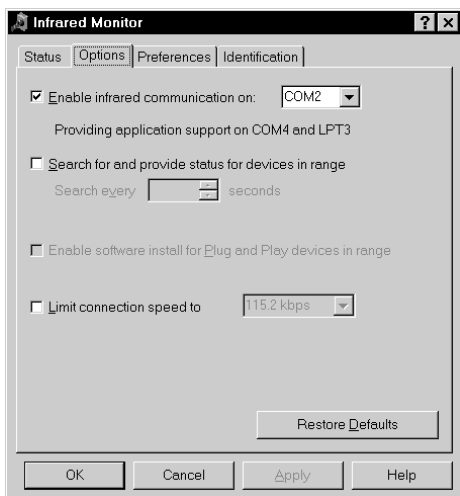 Infrared Monitor
Status Options Preferences Identification
Enable infrared communication on: COM2
Providing application support on COM4 and LPT3
Search for and provide status for devices in range
Search every seconds
Enable software install for Plug and Play devices in range
Limit connection speed to 115.2 kbps
Restore Defaults
OK Cancel Apply Help